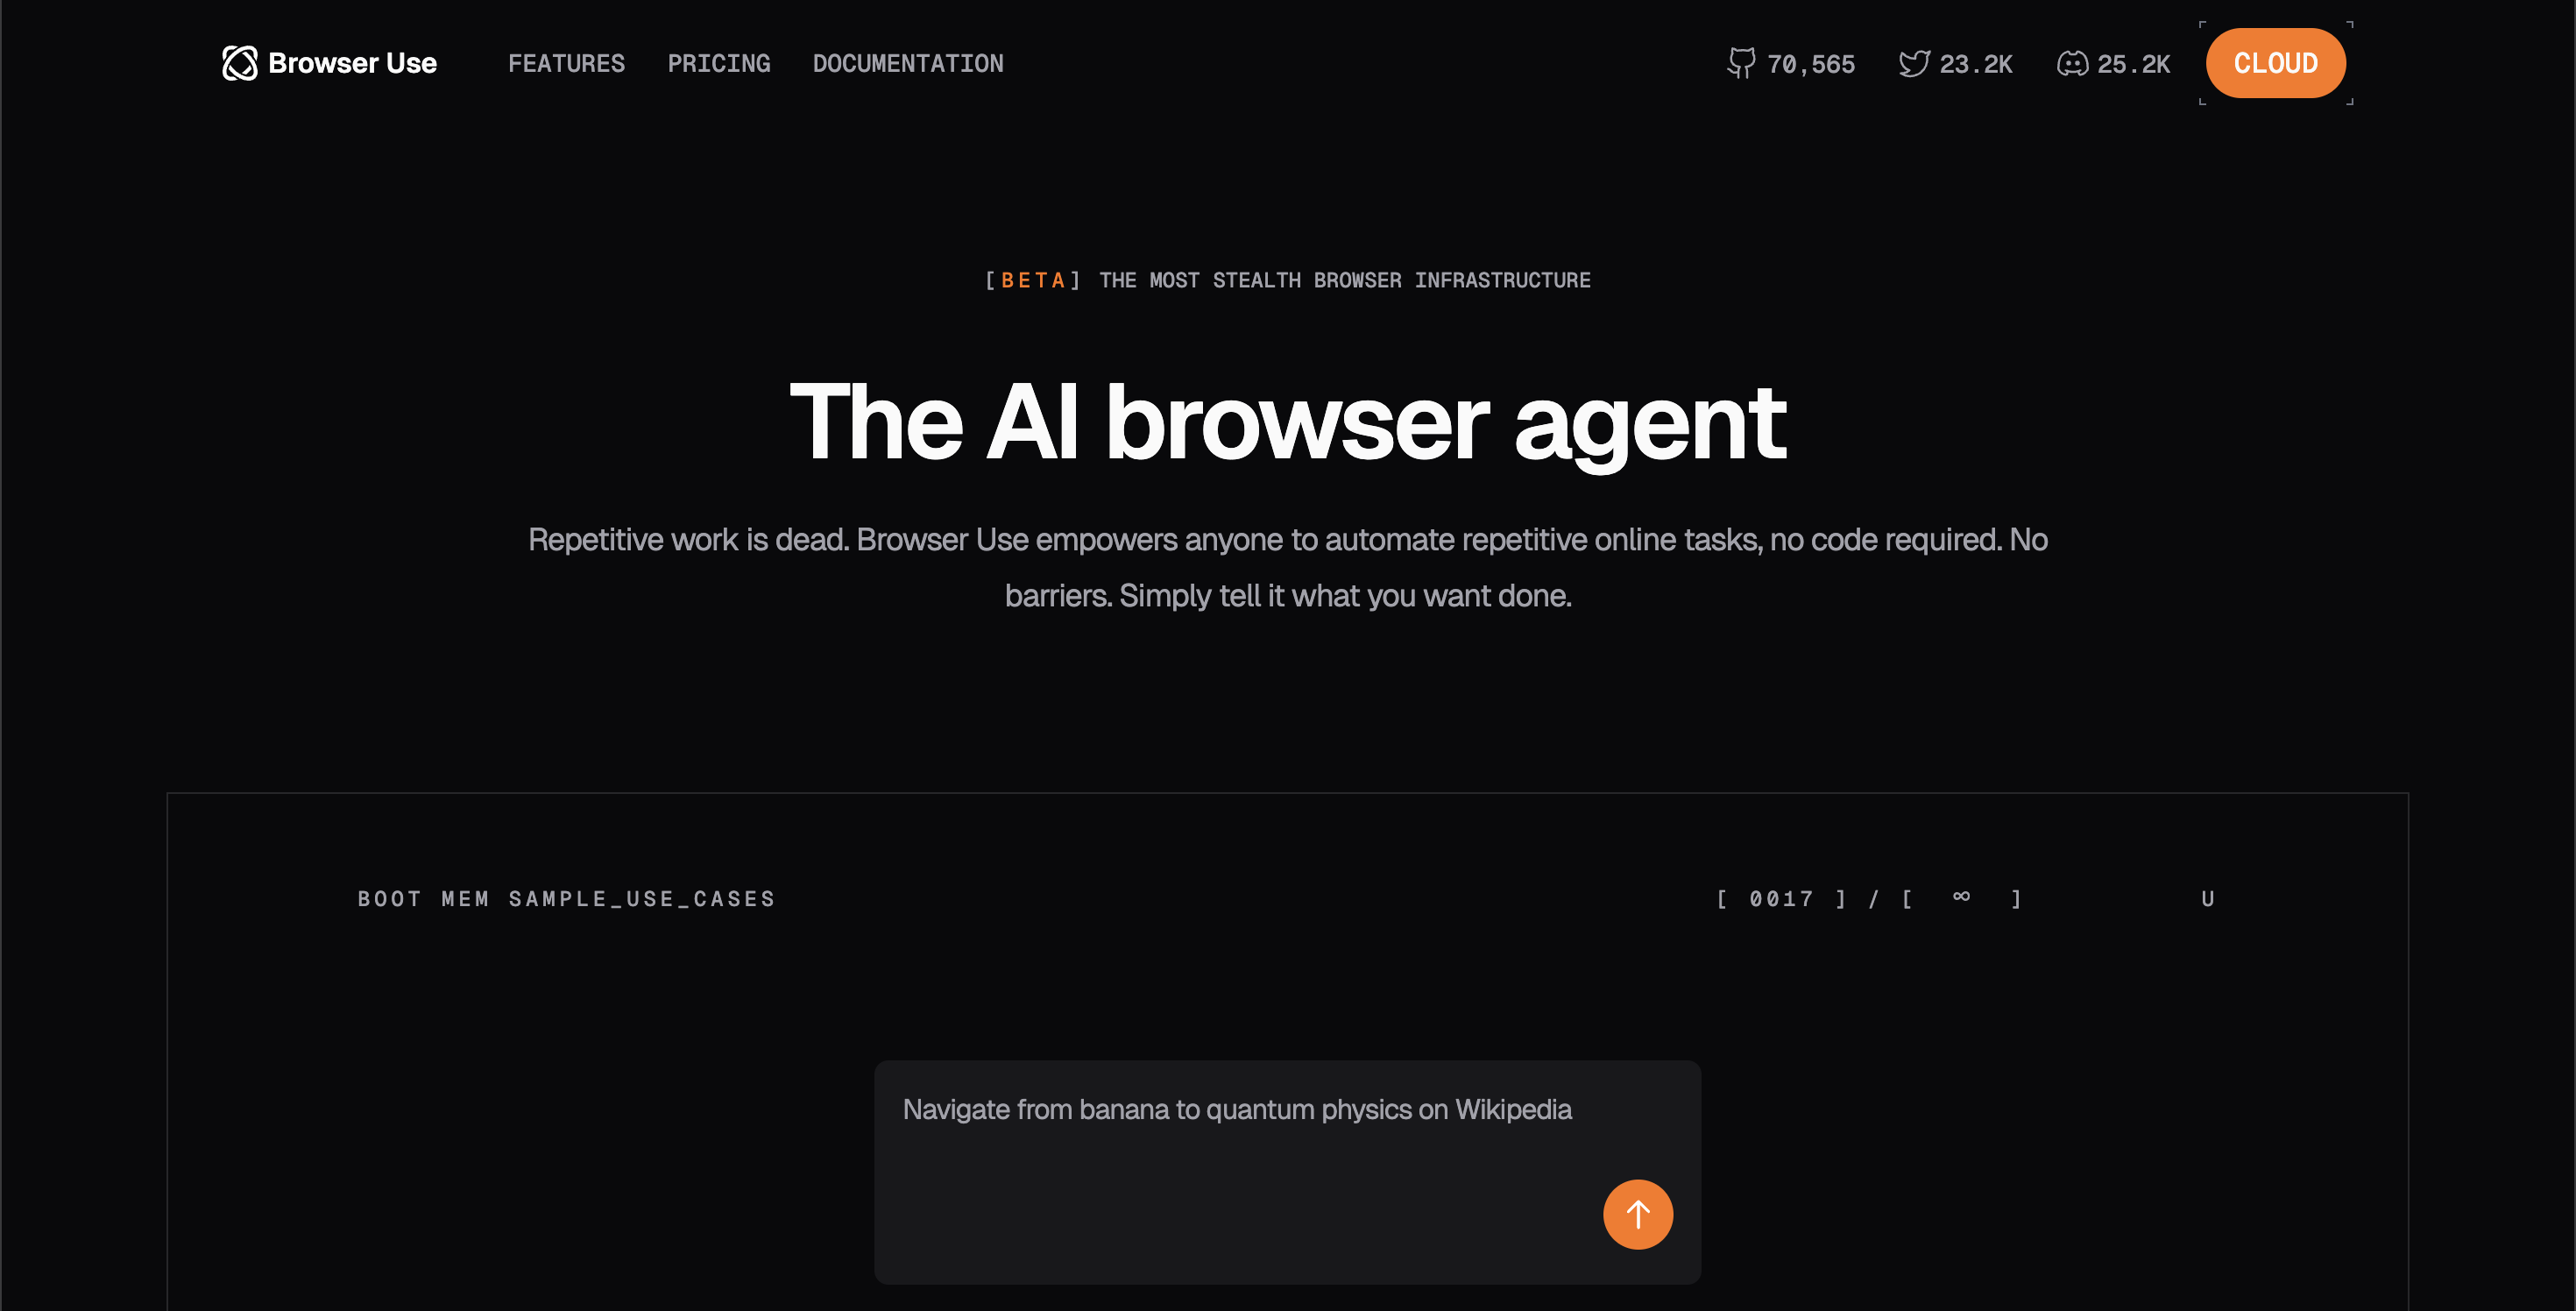 Browser Use FEATURES PRICING DOCUMENTATION 70,565 23.2K 25.2K CLOUD
[BETA] THE MOST STEALTH BROWSER INFRASTRUCTURE
The AI browser agent
Repetitive work is dead. Browser Use empowers anyone to automate repetitive online tasks, no code required. No
barriers. Simply tell it what you want done.
BOOT MEM SAMPLE_USE_CASES [ 0017 ] / [ ∞ ] U
Navigate from banana to quantum physics on Wikipedia